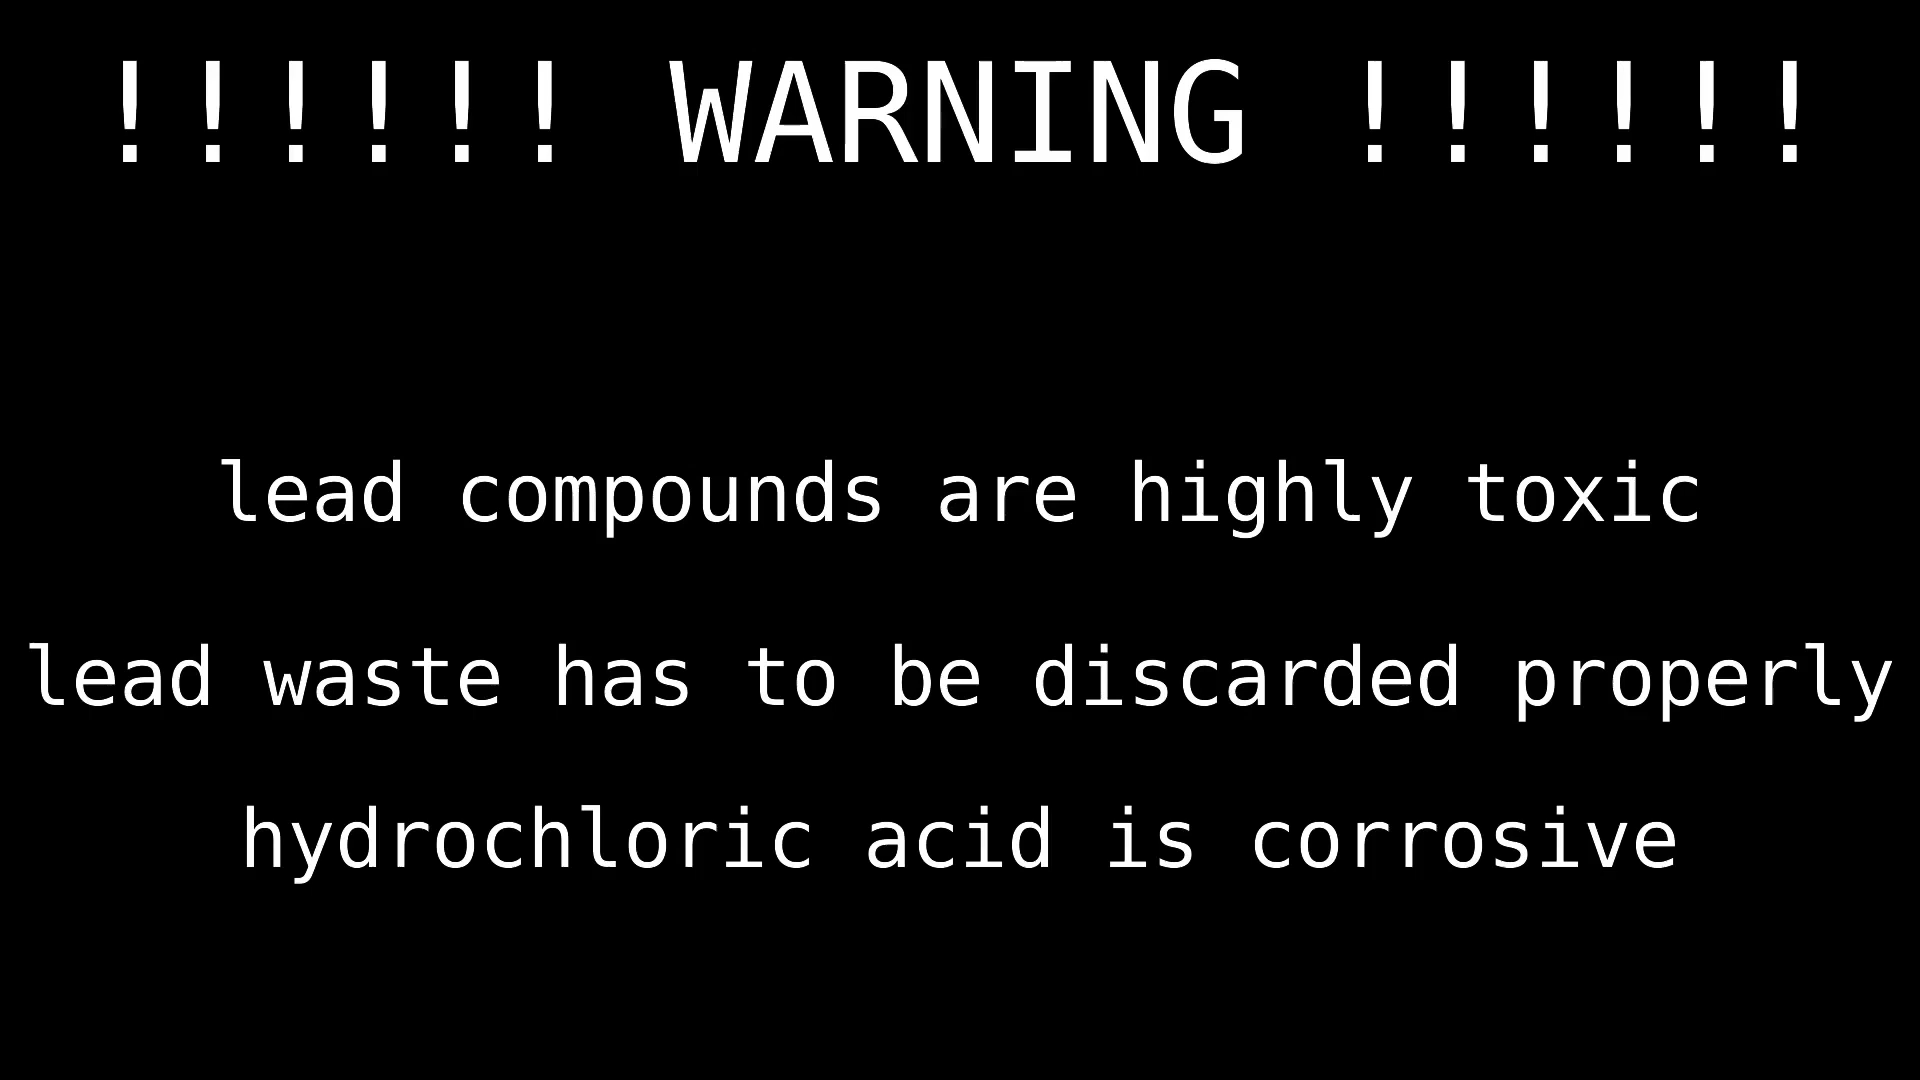 !!!!!! WARNING !!!!!!
lead compounds are highly toxic
lead waste has to be discarded properly
hydrochloric acid is corrosive